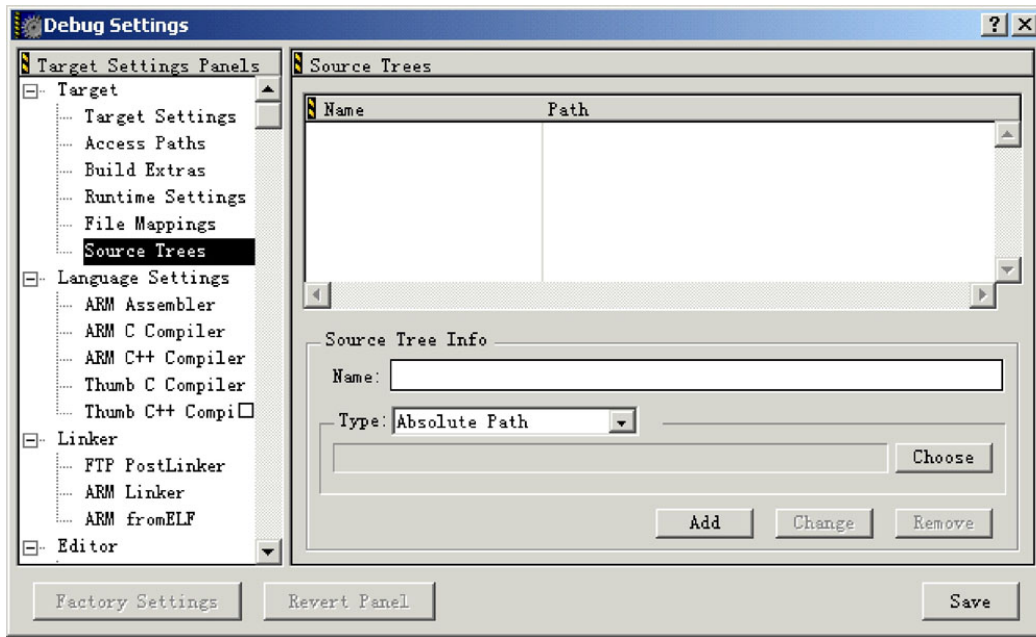 Debug Settings
Target Settings Panels
Target
Target Settings
Access Paths
Build Extras
Runtime Settings
File Mappings
Source Trees
Language Settings
ARM Assembler
ARM C Compiler
ARM C++ Compiler
Thumb C Compiler
Thumb C++ Compi
Linker
FTP PostLinker
ARM Linker
ARM fromELF
Editor
Source Trees
Name Path
Source Tree Info
Name:
Type: Absolute Path
Choose
Add Change Remove
Factory Settings Revert Panel Save